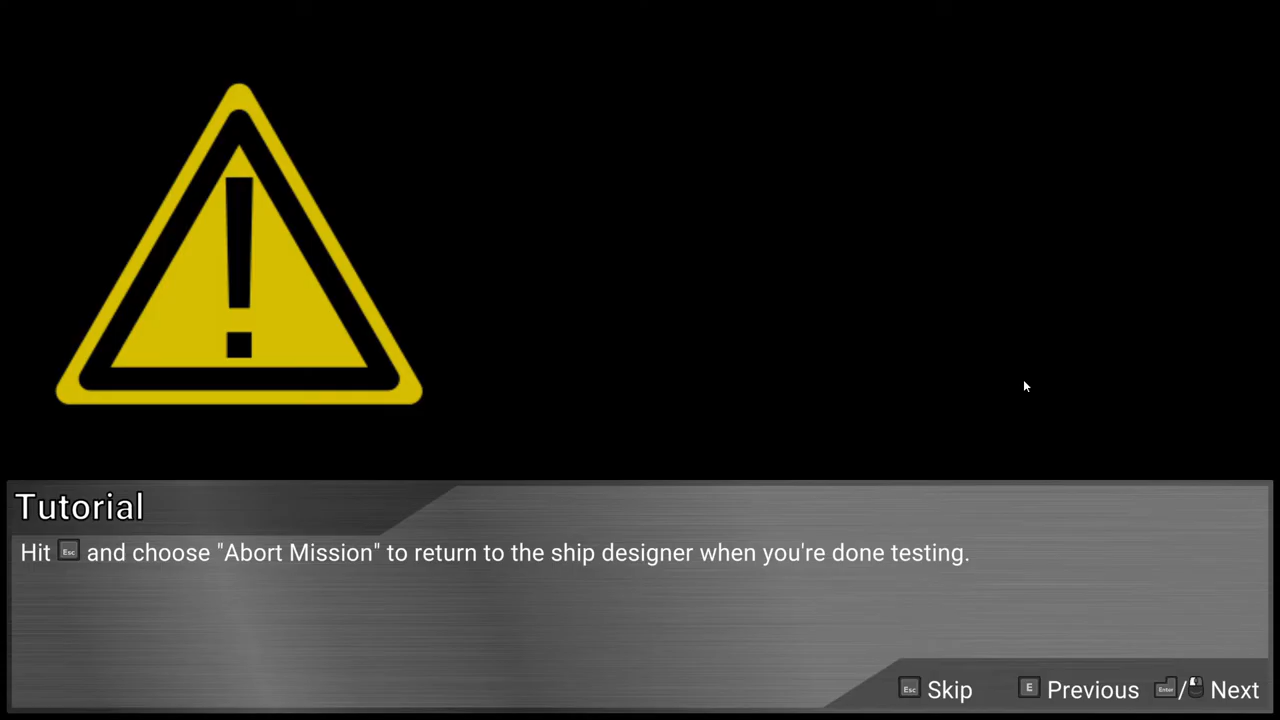 Tutorial
Hit Esc and choose "Abort Mission" to return to the ship designer when you're done testing.
Esc Skip E Previous Enter / Next